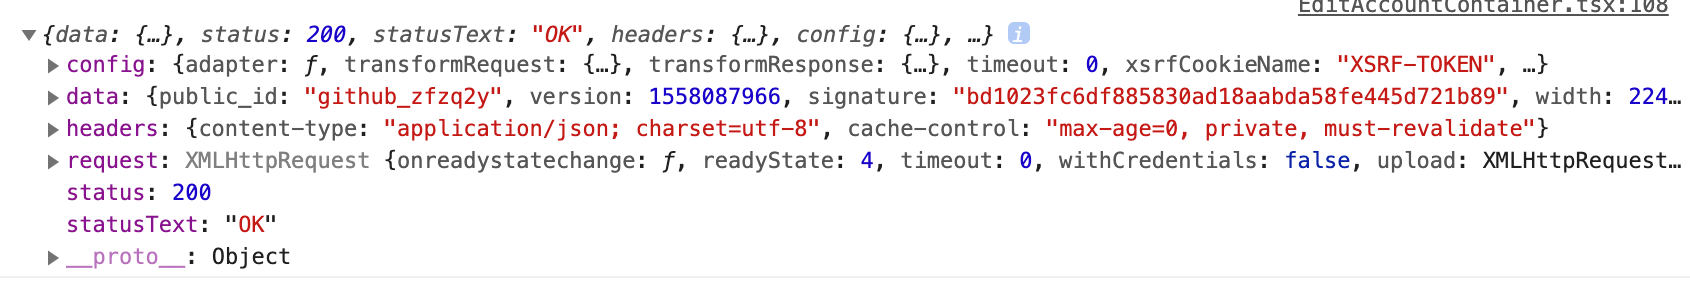 EditAccountContainer.tsx:108
▼{data: {…}, status: 200, statusText: "OK", headers: {…}, config: {…}, …} i
▶config: {adapter: ƒ, transformRequest: {…}, transformResponse: {…}, timeout: 0, xsrfCookieName: "XSRF-TOKEN", …}
▶data: {public_id: "github_zfzq2y", version: 1558087966, signature: "bd1023fc6df885830ad18aabda58fe445d721b89", width: 224…
▶headers: {content-type: "application/json; charset=utf-8", cache-control: "max-age=0, private, must-revalidate"}
▶request: XMLHttpRequest {onreadystatechange: ƒ, readyState: 4, timeout: 0, withCredentials: false, upload: XMLHttpRequest…
status: 200
statusText: "OK"
▶__proto__: Object